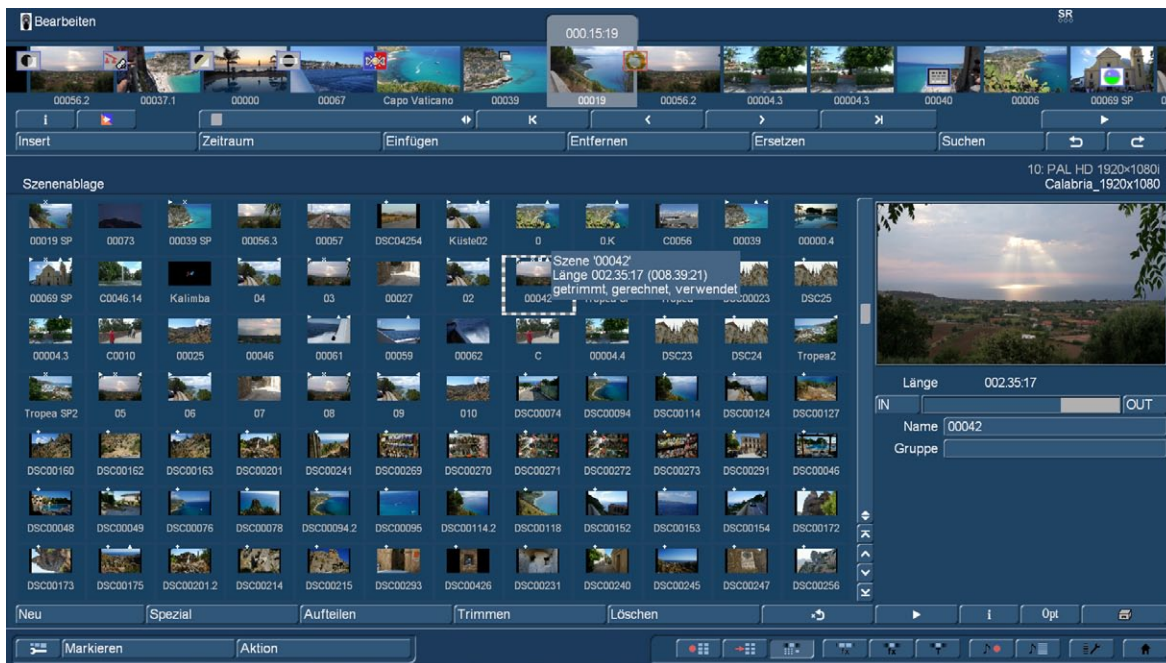 Bearbeiten
SR
000.15:19
00056.2 00037.1 00000 00067 Capo Vaticano 00039 00019 00056.2 00004.3 00004.3 00040 00006 00069 SP
Insert Zeitraum Einfügen Entfernen Ersetzen Suchen
10: PAL HD 1920×1080i
Szenenablage Calabria_1920x1080
00019 SP 00073 00039 SP 00056.3 00057 DSC04254 Küste02 0 0.K C0056 00039 00000.4
Szene '00042'
Länge 002.35:17 (008.39:21)
getrimmt, gerechnet, verwendet
00069 SP C0046.14 Kalimba 04 03 00027 02 00042 DSC25
00004.3 C0010 00025 00046 00061 00059 00062 C 00004.4 DSC23 DSC24 Tropea2
Länge 002.35:17
IN OUT
Tropea SP2 05 06 07 08 09 010 DSC00074 DSC00094 DSC00114 DSC00124 DSC00127
Name 00042
Gruppe
DSC00160 DSC00162 DSC00163 DSC00201 DSC00241 DSC00269 DSC00270 DSC00271 DSC00272 DSC00273 DSC00291 DSC00046
DSC00048 DSC00049 DSC00076 DSC00078 DSC00094.2 DSC00095 DSC00114.2 DSC00118 DSC00152 DSC00153 DSC00154 DSC00172
DSC00173 DSC00175 DSC00201.2 DSC00214 DSC00215 DSC00293 DSC00426 DSC00231 DSC00240 DSC00245 DSC00247 DSC00256
Neu Spezial Aufteilen Trimmen Löschen i Opt
Markieren Aktion